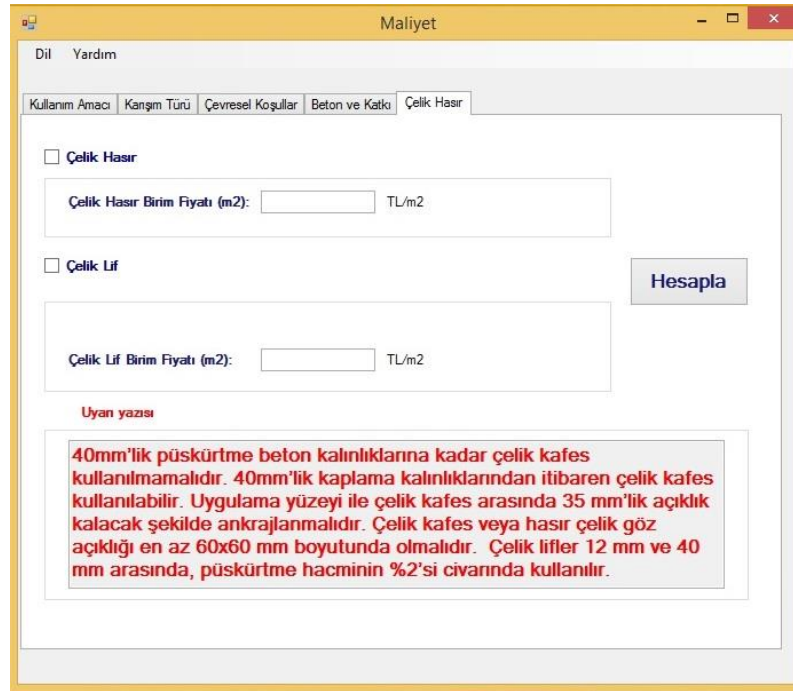 Maliyet
Dil Yardım
Kullanım Amacı Karışım Türü Çevresel Koşullar Beton ve Katkı Çelik Hasır
Çelik Hasır
Çelik Hasır Birim Fiyatı (m2): TL/m2
Çelik Lif
Hesapla
Çelik Lif Birim Fiyatı (m2): TL/m2
Uyarı yazısı
40mm'lik püskürtme beton kalınlıklarına kadar çelik kafes
kullanılmamalıdır. 40mm'lik kaplama kalınlıklarından itibaren çelik kafes
kullanılabilir. Uygulama yüzeyi ile çelik kafes arasında 35 mm'lik açıklık
kalacak şekilde ankrajlanmalıdır. Çelik kafes veya hasır çelik göz
açıklığı en az 60x60 mm boyutunda olmalıdır. Çelik lifler 12 mm ve 40
mm arasında, püskürtme hacminin %2'si civarında kullanılır.